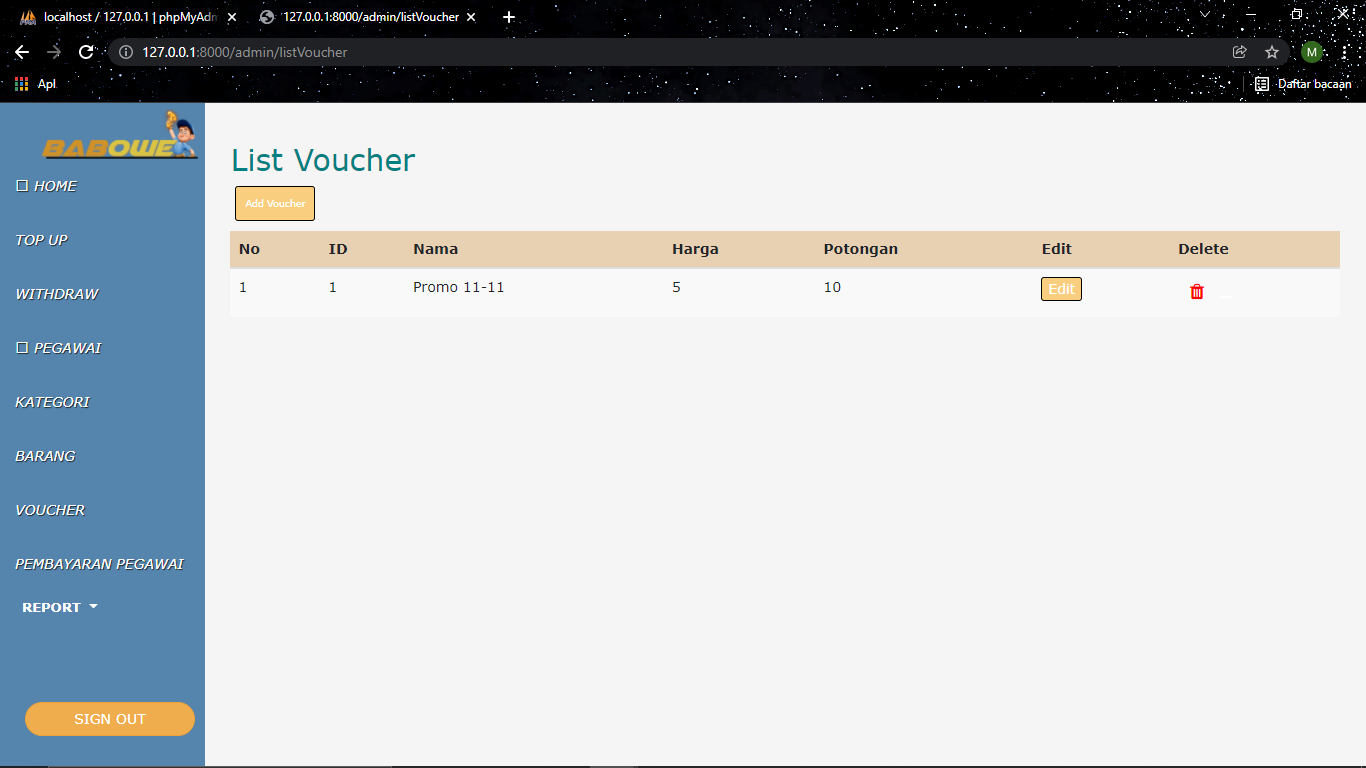 localhost / 127.0.0.1 | phpMyAdm
127.0.0.1:8000/admin/listVoucher
127.0.0.1:8000/admin/listVoucher
M
Apl
Daftar bacaan
BABOWE
HOME
TOP UP
WITHDRAW
PEGAWAI
KATEGORI
BARANG
VOUCHER
PEMBAYARAN PEGAWAI
REPORT
SIGN OUT
List Voucher
Add Voucher
No ID Nama Harga Potongan Edit Delete
1 1 Promo 11-11 5 10 Edit